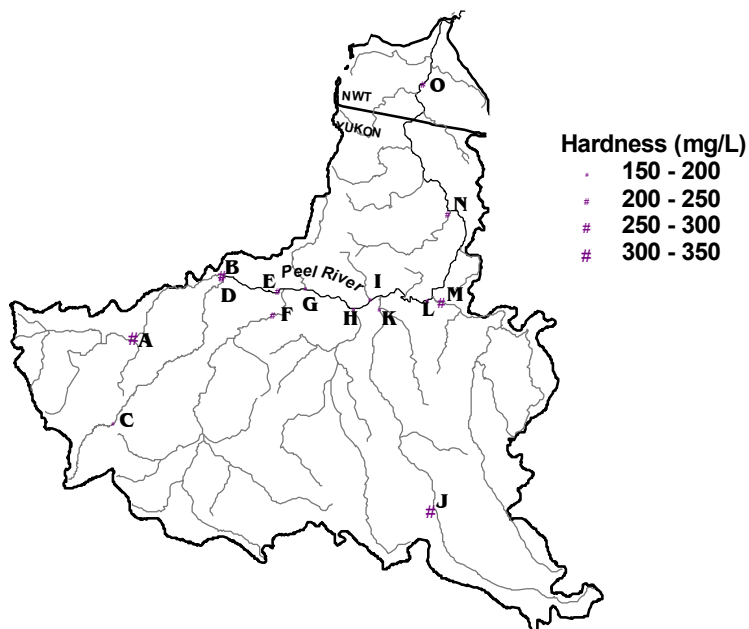 O
NWT
YUKON
Hardness (mg/L)
150 - 200
# 200 - 250
# 250 - 300
# 300 - 350
N
B
Peel River
I
E
D
G
M
F
H
K
L
A
C
J